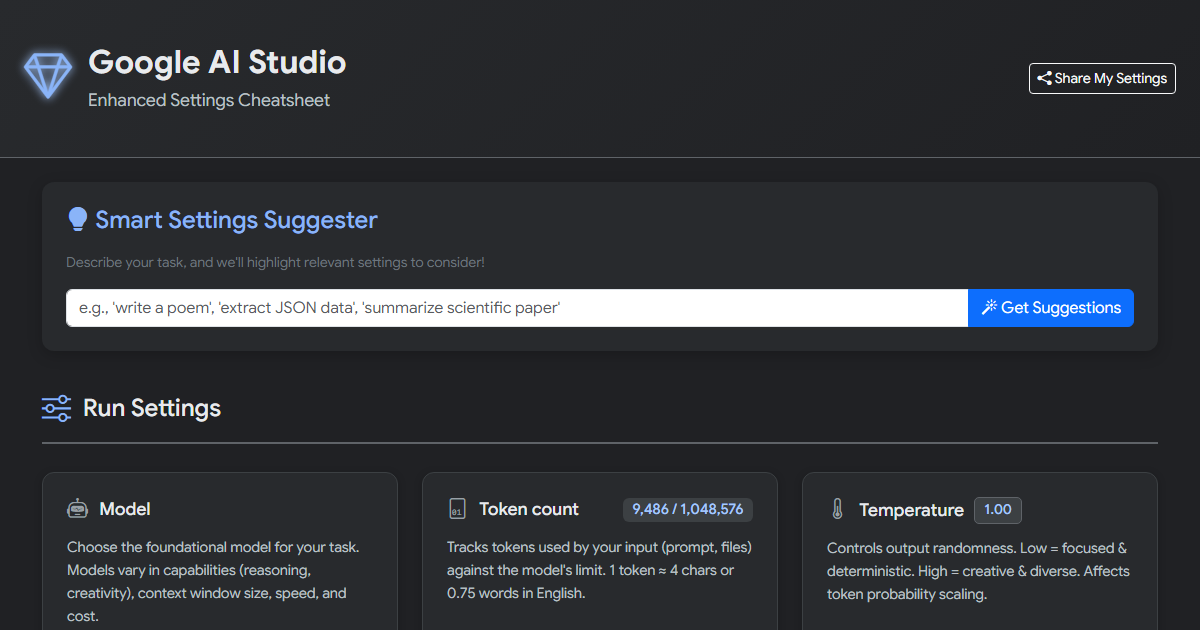 Google AI Studio
Enhanced Settings Cheatsheet
Share My Settings
Smart Settings Suggester
Describe your task, and we'll highlight relevant settings to consider!
e.g., 'write a poem', 'extract JSON data', 'summarize scientific paper'
Get Suggestions
Run Settings
Model
Choose the foundational model for your task.
Models vary in capabilities (reasoning,
creativity), context window size, speed, and
cost.
01
Token count
9,486 / 1,048,576
Tracks tokens used by your input (prompt, files)
against the model's limit. 1 token ≈ 4 chars or
0.75 words in English.
Temperature
1.00
Controls output randomness. Low = focused &
deterministic. High = creative & diverse. Affects
token probability scaling.